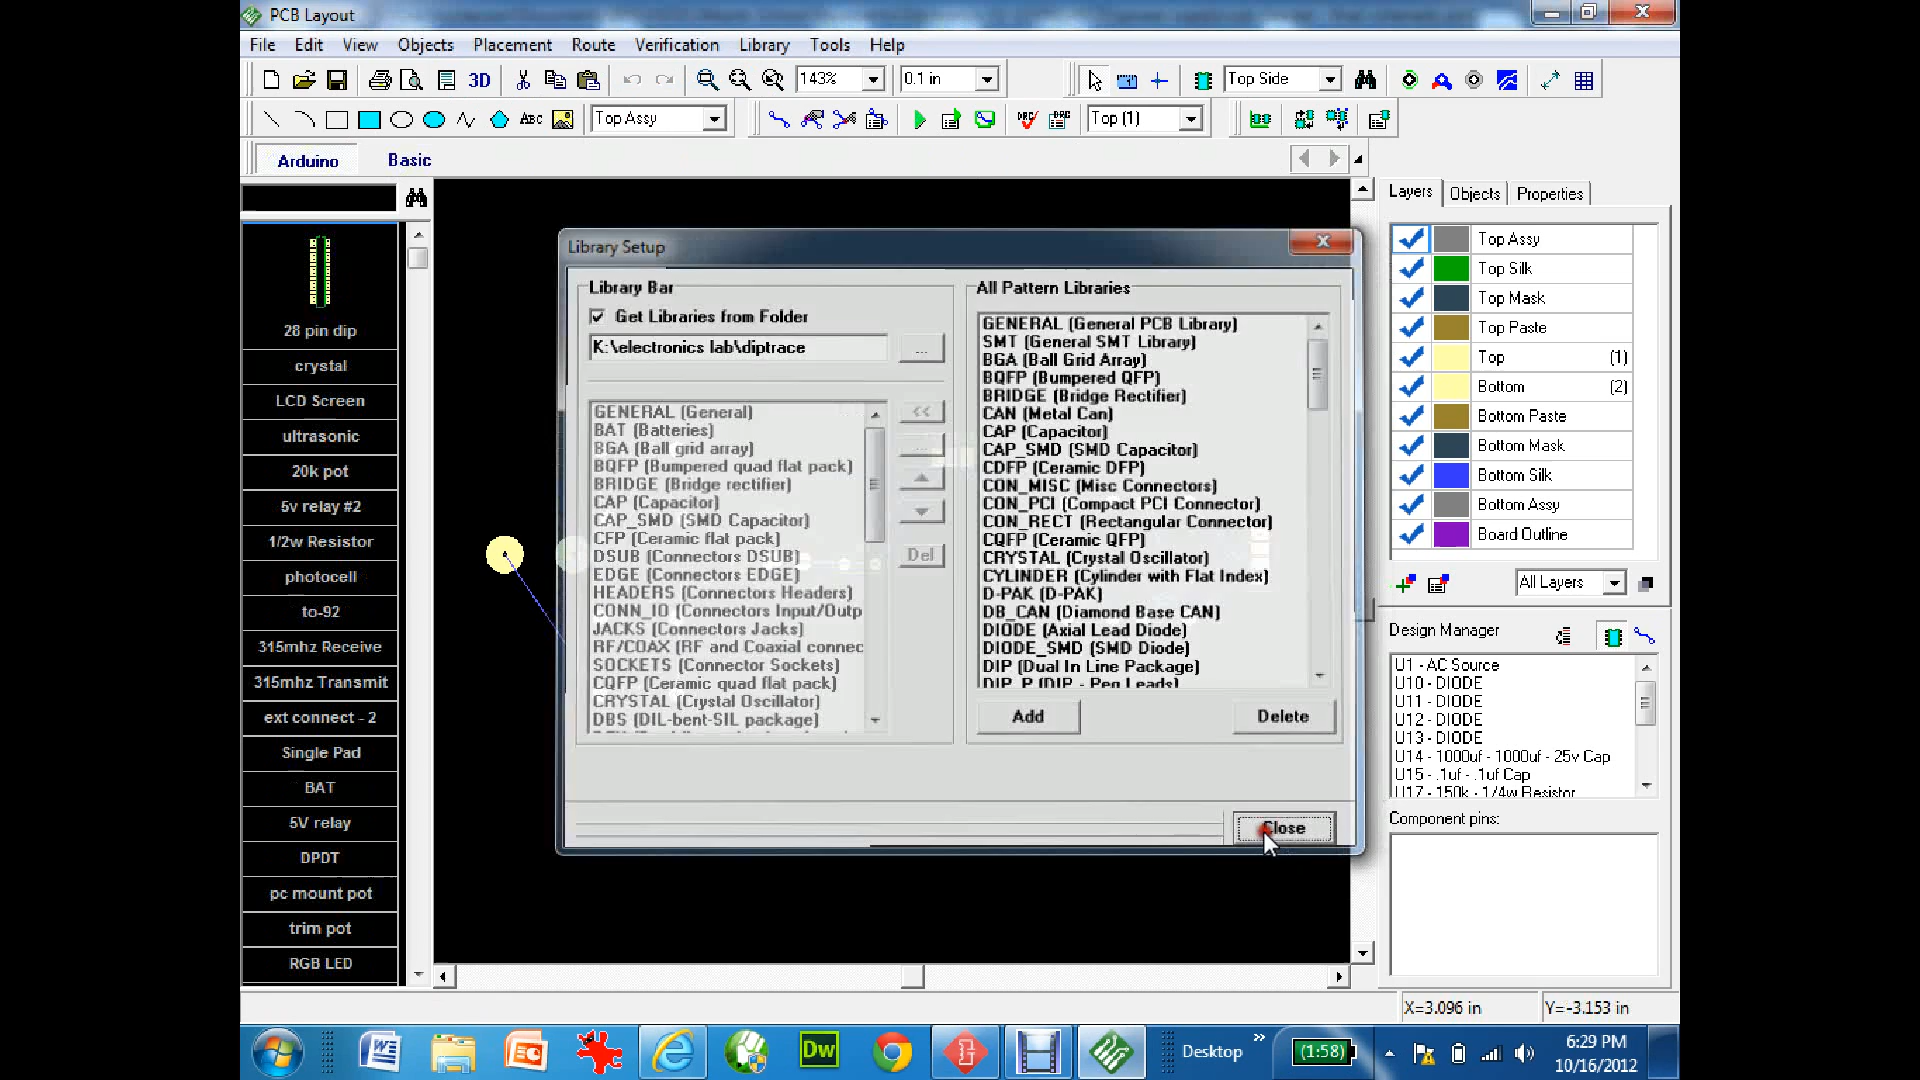 PCB Layout
File Edit View Objects Placement Route Verification Library Tools Help
3D 143% 0.1 in Top Side
ABC Top Assy DRC DRC Top (1)
Arduino Basic
28 pin dip
crystal
LCD Screen
ultrasonic
20k pot
5v relay #2
1/2w Resistor
photocell
to-92
315mhz Receive
315mhz Transmit
ext connect - 2
Single Pad
BAT
5V relay
DPDT
pc mount pot
trim pot
RGB LED
Library Setup
Library Bar
Get Libraries from Folder
K:\electronics lab\diptrace
...
GENERAL (General)
BAT (Batteries)
BGA (Ball grid array)
BQFP (Bumpered quad flat pack)
BRIDGE (Bridge rectifier)
CAP (Capacitor)
CAP_SMD (SMD Capacitor)
CFP (Ceramic flat pack)
DSUB (Connectors DSUB)
EDGE (Connectors EDGE)
HEADERS (Connectors Headers)
CONN_IO (Connectors Input/Outp
JACKS (Connectors Jacks)
RF/COAX (RF and Coaxial connec
SOCKETS (Connector Sockets)
CQFP (Ceramic quad flat pack)
CRYSTAL (Crystal Oscillator)
DBS (DIL-bent-SIL package)
<<
...
Del
All Pattern Libraries
GENERAL (General PCB Library)
SMT (General SMT Library)
BGA (Ball Grid Array)
BQFP (Bumpered QFP)
BRIDGE (Bridge Rectifier)
CAN (Metal Can)
CAP (Capacitor)
CAP_SMD (SMD Capacitor)
CDFP (Ceramic DFP)
CON_MISC (Misc Connectors)
CON_PCI (Compact PCI Connector)
CON_RECT (Rectangular Connector)
CQFP (Ceramic QFP)
CRYSTAL (Crystal Oscillator)
CYLINDER (Cylinder with Flat Index)
D-PAK (D-PAK)
DB_CAN (Diamond Base CAN)
DIODE (Axial Lead Diode)
DIODE_SMD (SMD Diode)
DIP (Dual In Line Package)
DIP_P (DIP - Peg Leads)
Add Delete
Close
Layers Objects Properties
Top Assy
Top Silk
Top Mask
Top Paste
Top (1)
Bottom (2)
Bottom Paste
Bottom Mask
Bottom Silk
Bottom Assy
Board Outline
All Layers
Design Manager
U1 - AC Source
U10 - DIODE
U11 - DIODE
U12 - DIODE
U13 - DIODE
U14 - 1000uf - 1000uf - 25v Cap
U15 - .1uf - .1uf Cap
U17 - 150k - 1/4w Resistor
Component pins:
X=3.096 in Y=-3.153 in
Dw Desktop » (1:58) 6:29 PM
10/16/2012